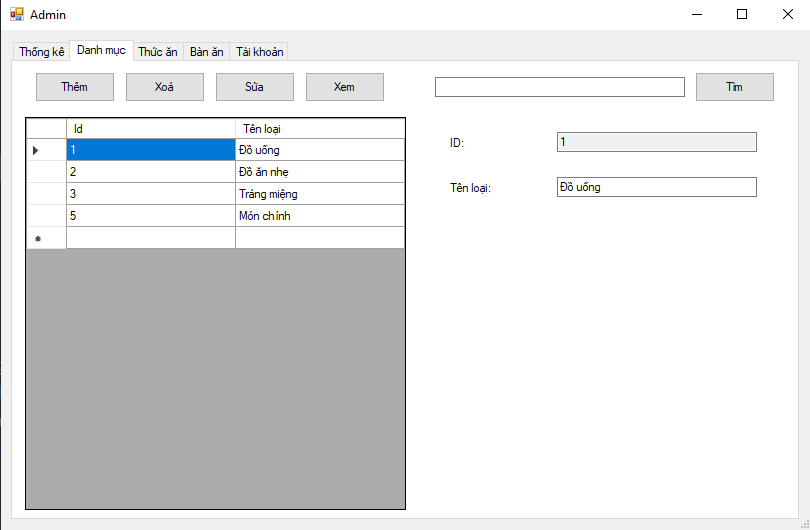 Admin
Thống kê Danh mục Thức ăn Bàn ăn Tài khoản
Thêm Xoá Sửa Xem Tìm
Id Tên loại
1 Đồ uống
2 Đồ ăn nhẹ
3 Tráng miệng
5 Món chính
ID: 1
Tên loại: Đồ uống